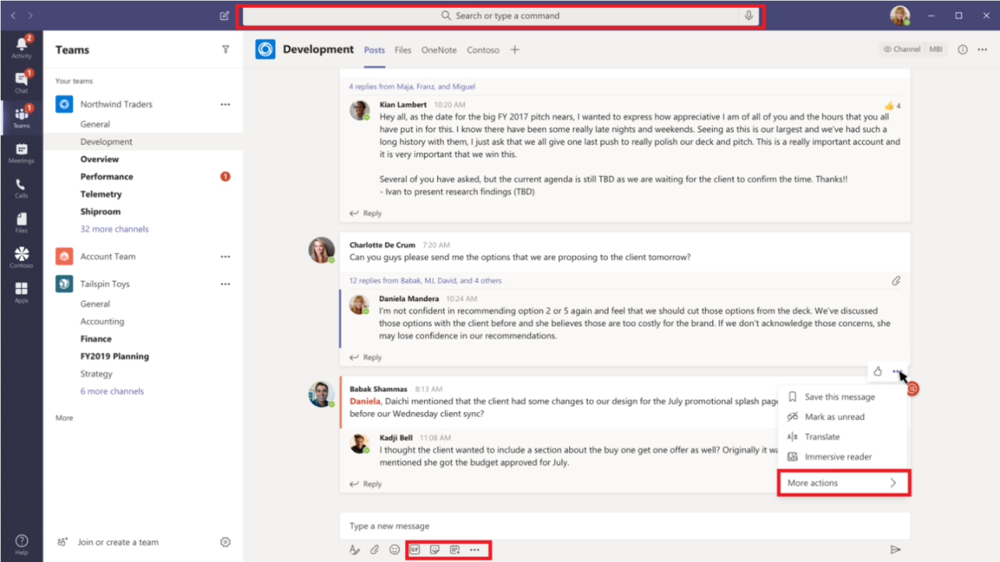 Search or type a command
2
Activity
1
Chat
1
Teams
Meetings
Calls
Files
Contoso
Apps
Help
Teams
Your teams
Northwind Traders
General
Development
Overview
Performance 1
Telemetry
Shiproom
32 more channels
Account Team
Tailspin Toys
General
Accounting
Finance
FY2019 Planning
Strategy
6 more channels
More
Join or create a team
Development Posts Files OneNote Contoso
Channel MBI
4 replies from Maja, Franz, and Miguel
Kian Lambert 10:20 AM 4
Hey all, as the date for the big FY 2017 pitch nears, I wanted to express how appreciative I am of all of you and the hours that you all
have put in for this. I know there have been some really late nights and weekends. Seeing as this is our largest and we've had such a
long history with them, I just ask that we all give one last push to really polish our deck and pitch. This is a really important account and
it is very important that we win this.
Several of you have asked, but the current agenda is still TBD as we are waiting for the client to confirm the time. Thanks!!
- Ivan to present research findings (TBD)
Reply
Charlotte De Crum 7:20 AM
Can you guys please send me the options that we are proposing to the client tomorrow?
12 replies from Babak, MJ, David, and 4 others
Daniela Mandera 10:24 AM
I'm not confident in recommending option 2 or 5 again and feel that we should cut those options from the deck. We've discussed
those options with the client before and she believes those are too costly for the brand. If we don't acknowledge those concerns, she
may lose confidence in our recommendations.
Reply
Babak Shammas 8:13 AM
Daniela, Daichi mentioned that the client had some changes to our design for the July promotional splash pag
before our Wednesday client sync?
Kadji Bell 11:08 AM
I thought the client wanted to include a section about the buy one get one offer as well? Originally it wa
mentioned she got the budget approved for July.
Reply
@
Save this message
Mark as unread
Translate
Immersive reader
More actions
Type a new message
GIF